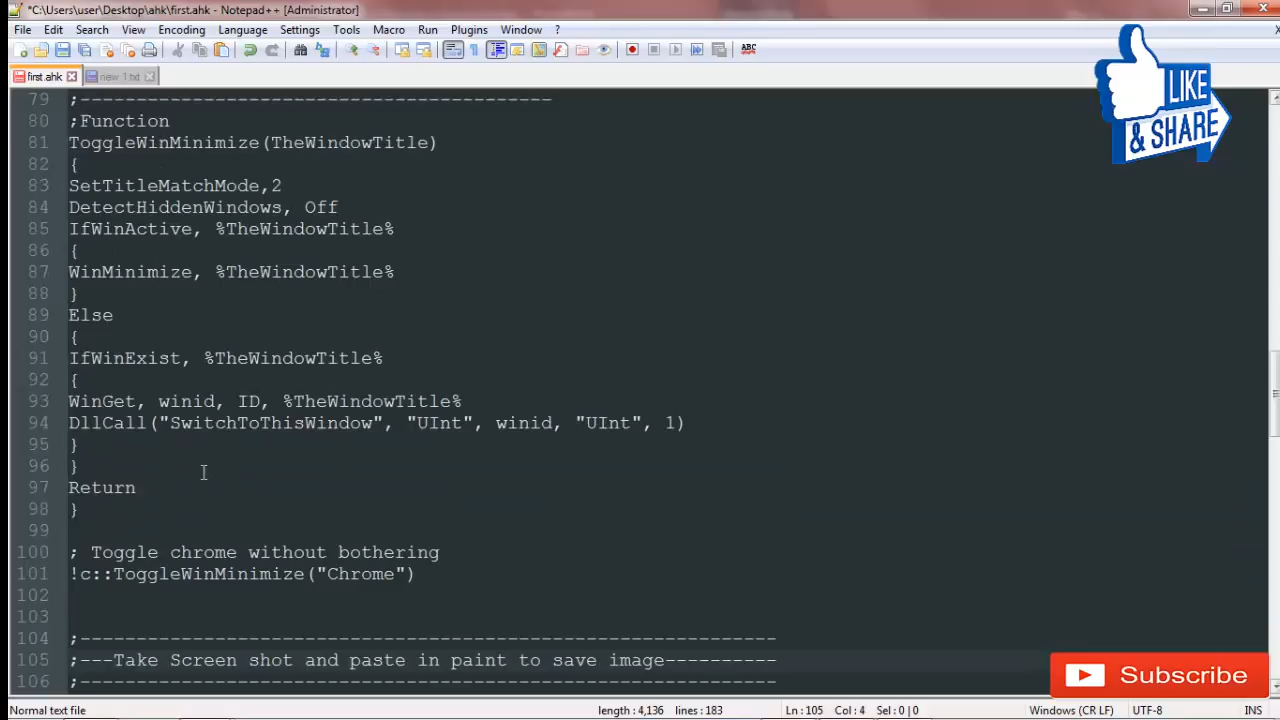 *C:\Users\user\Desktop\ahk\first.ahk - Notepad++ [Administrator]
File Edit Search View Encoding Language Settings Tools Macro Run Plugins Window ? X
ABC
first.ahk new 1.txt
LIKE
& SHARE
79 ;------------------------------------------
80 ;Function
81 ToggleWinMinimize(TheWindowTitle)
82 {
83 SetTitleMatchMode,2
84 DetectHiddenWindows, Off
85 IfWinActive, %TheWindowTitle%
86 {
87 WinMinimize, %TheWindowTitle%
88 }
89 Else
90 {
91 IfWinExist, %TheWindowTitle%
92 {
93 WinGet, winid, ID, %TheWindowTitle%
94 DllCall("SwitchToThisWindow", "UInt", winid, "UInt", 1)
95 }
96 }
97 Return
98 }
99
100 ; Toggle chrome without bothering
101 !c::ToggleWinMinimize("Chrome")
102
103
104 ;--------------------------------------------------------------
105 ;---Take Screen shot and paste in paint to save image----------
106 ;--------------------------------------------------------------
Subscribe
Normal text file length: 4,136 lines: 183 Ln: 105 Col: 4 Sel: 0 | 0 Windows (CR LF) UTF-8 INS